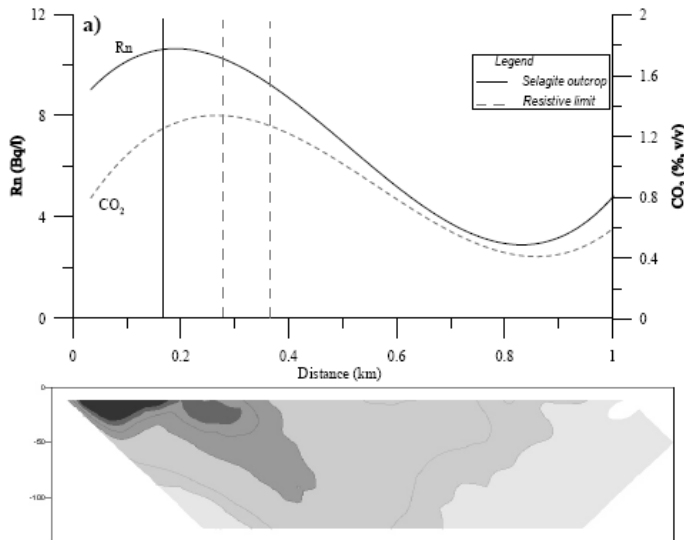 a)
12
8
4
0
Rn (Bq/l)
Rn
CO2
Legend
Selagite outcrop
Resistive limit
2
1.6
1.2
0.8
0.4
0
CO2 (%, v/v)
0 0.2 0.4 0.6 0.8 1
Distance (km)
0
-50
-100